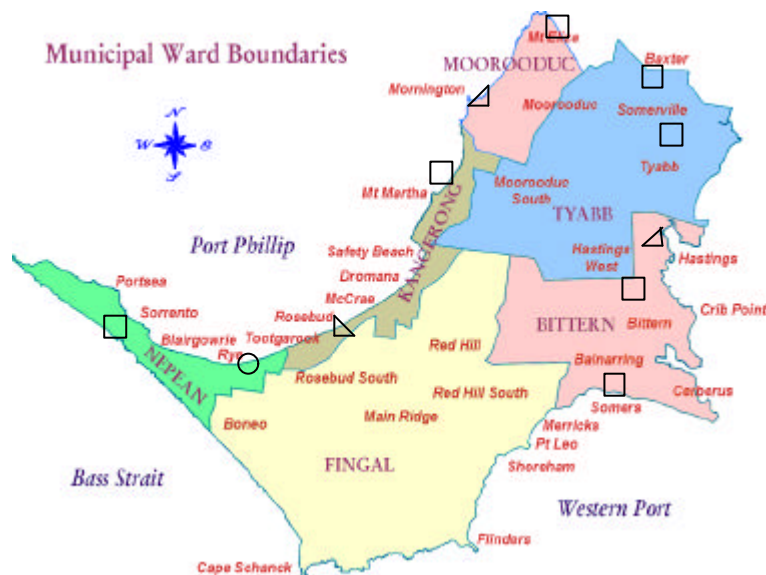 Municipal Ward Boundaries
Mt Eliza
MOOROODUC
Baxter
Mornington
Moorooduc
Somerville
N
W
S
Tyabb
Mt Martha
Moorooduc
South
KANGERONG
TYABB
Port Phillip
Safety Beach
Hastings
West
Hastings
Dromana
Portsea
McCrae
Sorrento
Rosebud
Crib Point
Blairgowrie
Tootgarook
BITTERN
Bittern
Rye
Red Hill
NEPEAN
Balnarring
Rosebud South
Red Hill South
Cerberus
Somers
Main Ridge
Boneo
Merricks
Pt Leo
FINGAL
Shoreham
Bass Strait
Western Port
Flinders
Cape Schanck